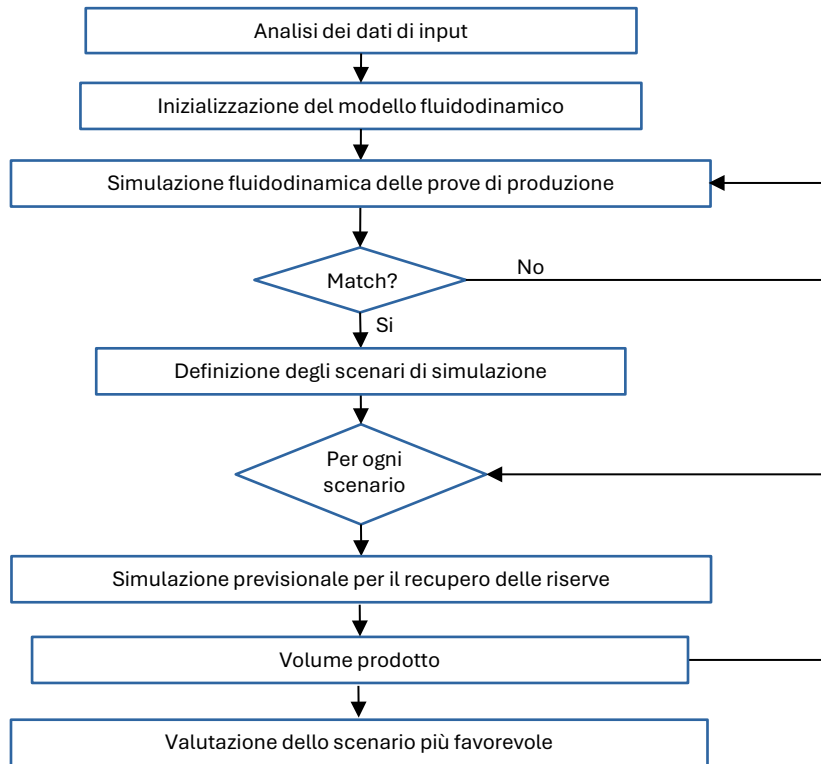 Analisi dei dati di input
Inizializzazione del modello fluidodinamico
Simulazione fluidodinamica delle prove di produzione
Match?
No
Si
Definizione degli scenari di simulazione
Per ogni
scenario
Simulazione previsionale per il recupero delle riserve
Volume prodotto
Valutazione dello scenario più favorevole